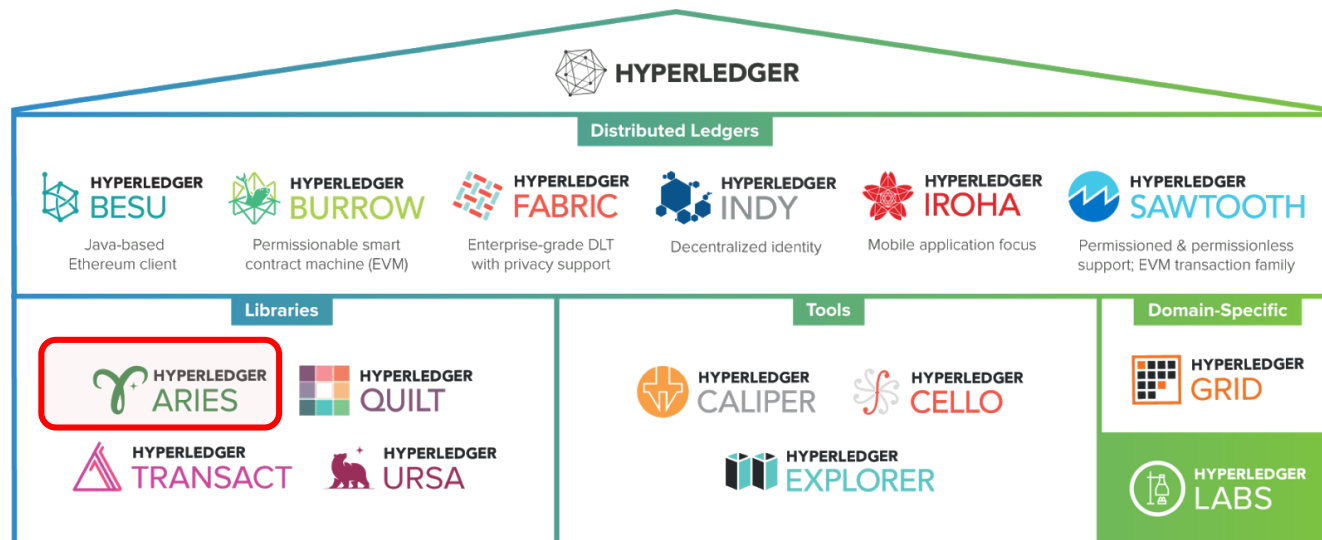 HYPERLEDGER
Distributed Ledgers
HYPERLEDGER
BESU
Java-based
Ethereum client
HYPERLEDGER
BURROW
Permissionable smart
contract machine (EVM)
HYPERLEDGER
FABRIC
Enterprise-grade DLT
with privacy support
HYPERLEDGER
INDY
Decentralized identity
HYPERLEDGER
IROHA
Mobile application focus
HYPERLEDGER
SAWTOOTH
Permissioned & permissionless
support; EVM transaction family
Libraries
HYPERLEDGER
ARIES
HYPERLEDGER
QUILT
HYPERLEDGER
TRANSACT
HYPERLEDGER
URSA
Tools
HYPERLEDGER
CALIPER
HYPERLEDGER
CELLO
HYPERLEDGER
EXPLORER
Domain-Specific
HYPERLEDGER
GRID
HYPERLEDGER
LABS